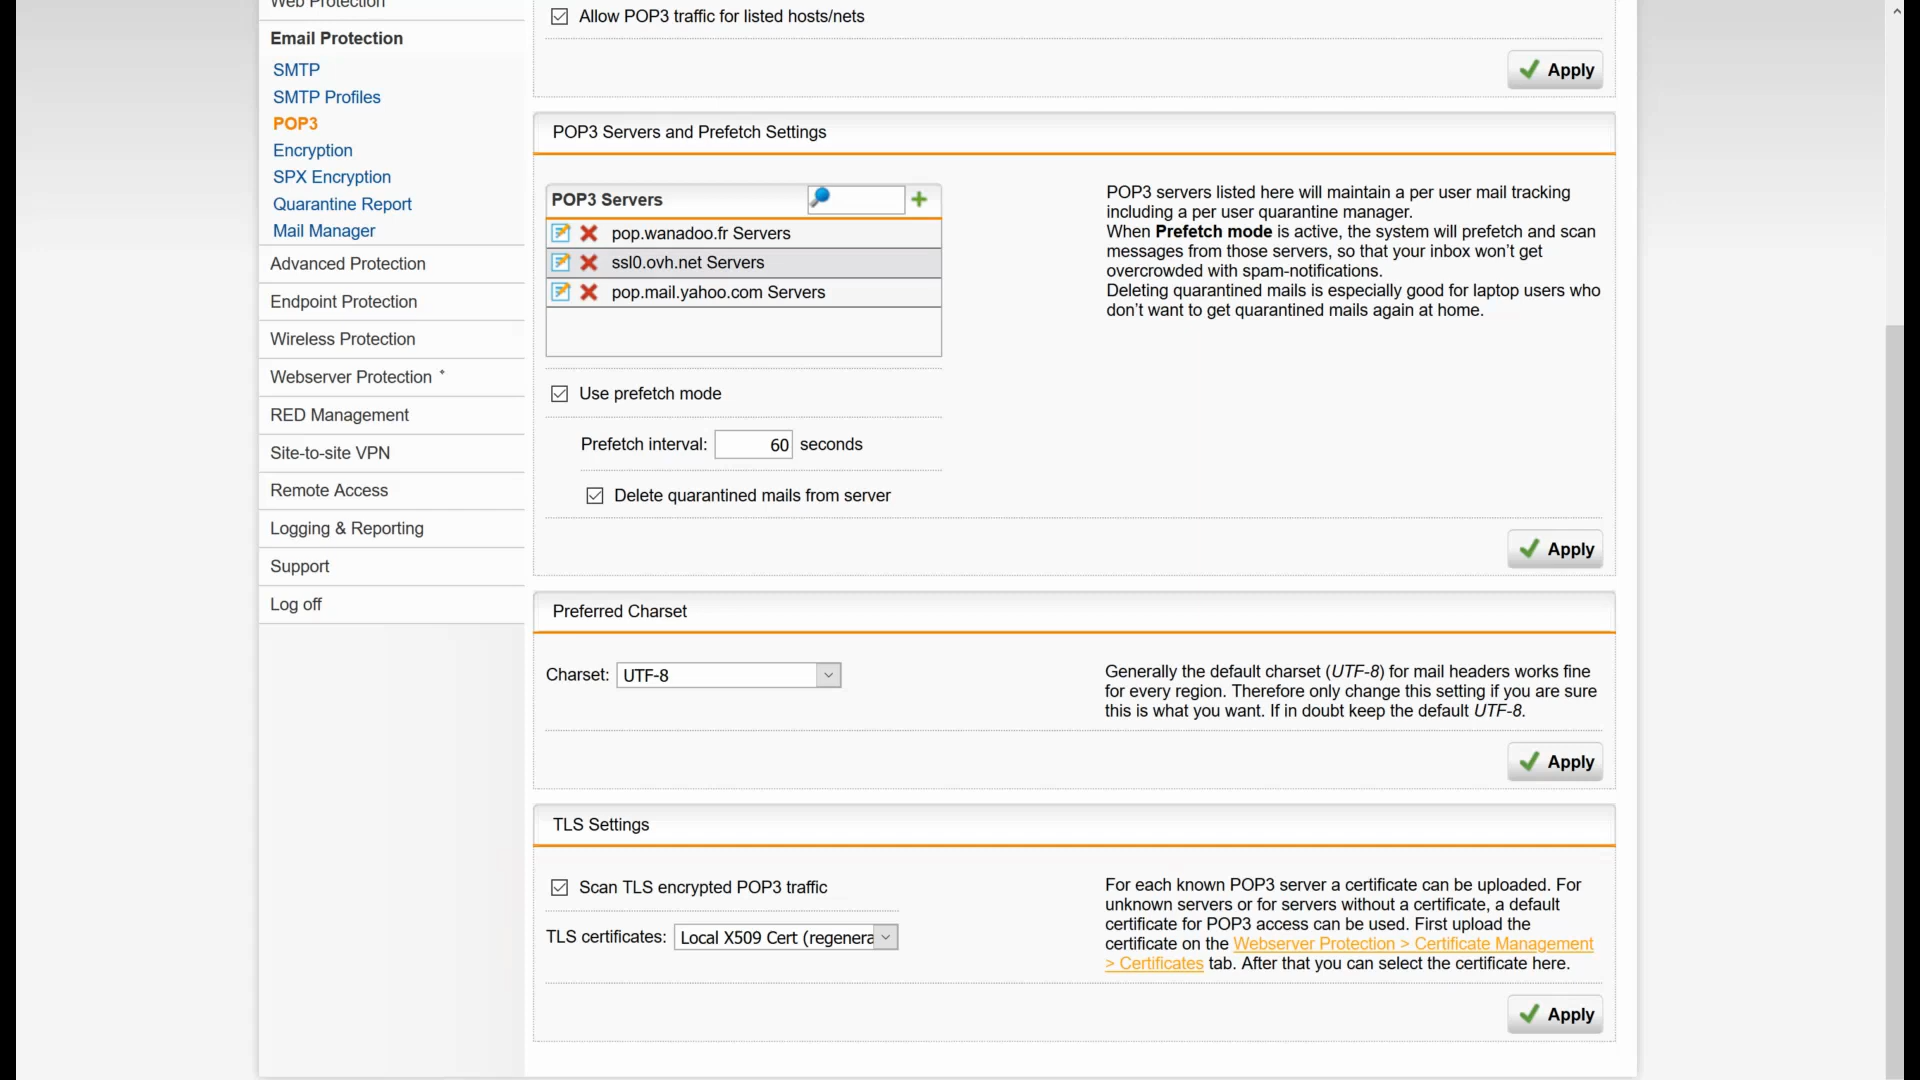 Web Protection
Email Protection
SMTP
SMTP Profiles
POP3
Encryption
SPX Encryption
Quarantine Report
Mail Manager
Advanced Protection
Endpoint Protection
Wireless Protection
Webserver Protection
RED Management
Site-to-site VPN
Remote Access
Logging & Reporting
Support
Log off
Allow POP3 traffic for listed hosts/nets
Apply
POP3 Servers and Prefetch Settings
POP3 Servers
pop.wanadoo.fr Servers
ssl0.ovh.net Servers
pop.mail.yahoo.com Servers
Use prefetch mode
Prefetch interval: 60 seconds
Delete quarantined mails from server
POP3 servers listed here will maintain a per user mail tracking
including a per user quarantine manager.
When Prefetch mode is active, the system will prefetch and scan
messages from those servers, so that your inbox won't get
overcrowded with spam-notifications.
Deleting quarantined mails is especially good for laptop users who
don't want to get quarantined mails again at home.
Apply
Preferred Charset
Charset: UTF-8
Generally the default charset (UTF-8) for mail headers works fine
for every region. Therefore only change this setting if you are sure
this is what you want. If in doubt keep the default UTF-8.
Apply
TLS Settings
Scan TLS encrypted POP3 traffic
TLS certificates: Local X509 Cert (regenera
For each known POP3 server a certificate can be uploaded. For
unknown servers or for servers without a certificate, a default
certificate for POP3 access can be used. First upload the
certificate on the Webserver Protection > Certificate Management
> Certificates tab. After that you can select the certificate here.
Apply